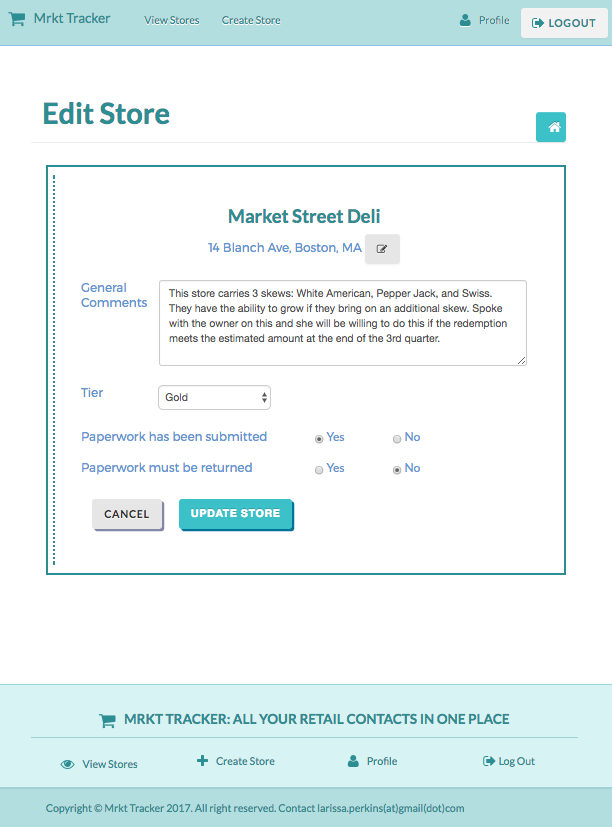 Mrkt Tracker View Stores Create Store Profile LOGOUT
Edit Store
Market Street Deli
14 Blanch Ave, Boston, MA
General
Comments
This store carries 3 skews: White American, Pepper Jack, and Swiss.
They have the ability to grow if they bring on an additional skew. Spoke
with the owner on this and she will be willing to do this if the redemption
meets the estimated amount at the end of the 3rd quarter.
Tier Gold
Paperwork has been submitted Yes No
Paperwork must be returned Yes No
CANCEL UPDATE STORE
MRKT TRACKER: ALL YOUR RETAIL CONTACTS IN ONE PLACE
View Stores Create Store Profile Log Out
Copyright © Mrkt Tracker 2017. All right reserved. Contact larissa.perkins(at)gmail(dot)com